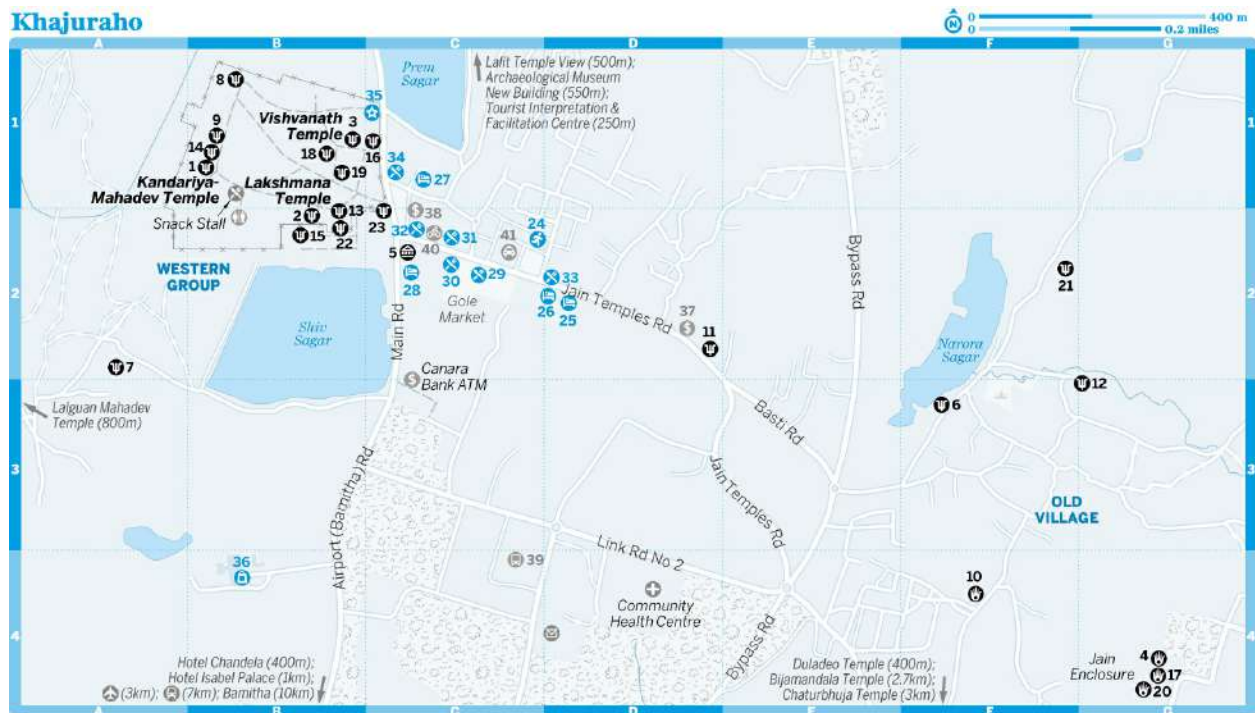 Khajuraho
N
0 400 m
0 0.2 miles
A B C D E F G
1
2
3
4
Prem
Sagar
Lalit Temple View (500m);
Archaeological Museum
New Building (550m);
Tourist Interpretation &
Facilitation Centre (250m)
8
35
9
Vishvanath
Temple
3
14
18
16
1
34
Kandariya-
Mahadev Temple
Lakshmana
Temple
19
27
Snack Stall
2
13
38
24
15
22
23
32
31
41
5
40
WESTERN
GROUP
28
30
29
33
21
Gole
Market
26
25
Jain Temples Rd
37
11
Bypass Rd
Shiv
Sagar
Main Rd
Narora
Sagar
7
Canara
Bank ATM
12
6
Lalguan Mahadev
Temple (800m)
Basti Rd
Airport (Bamitha) Rd
Jain Temples Rd
OLD
VILLAGE
36
39
Link Rd No 2
10
Community
Health Centre
Bypass Rd
Hotel Chandela (400m);
Hotel Isabel Palace (1km);
(3km); (7km); Bamitha (10km)
Duladeo Temple (400m);
Bijamandala Temple (2.7km);
Chaturbhuja Temple (3km)
Jain
Enclosure
4
17
20
1
2
3
4
A B C D E F G